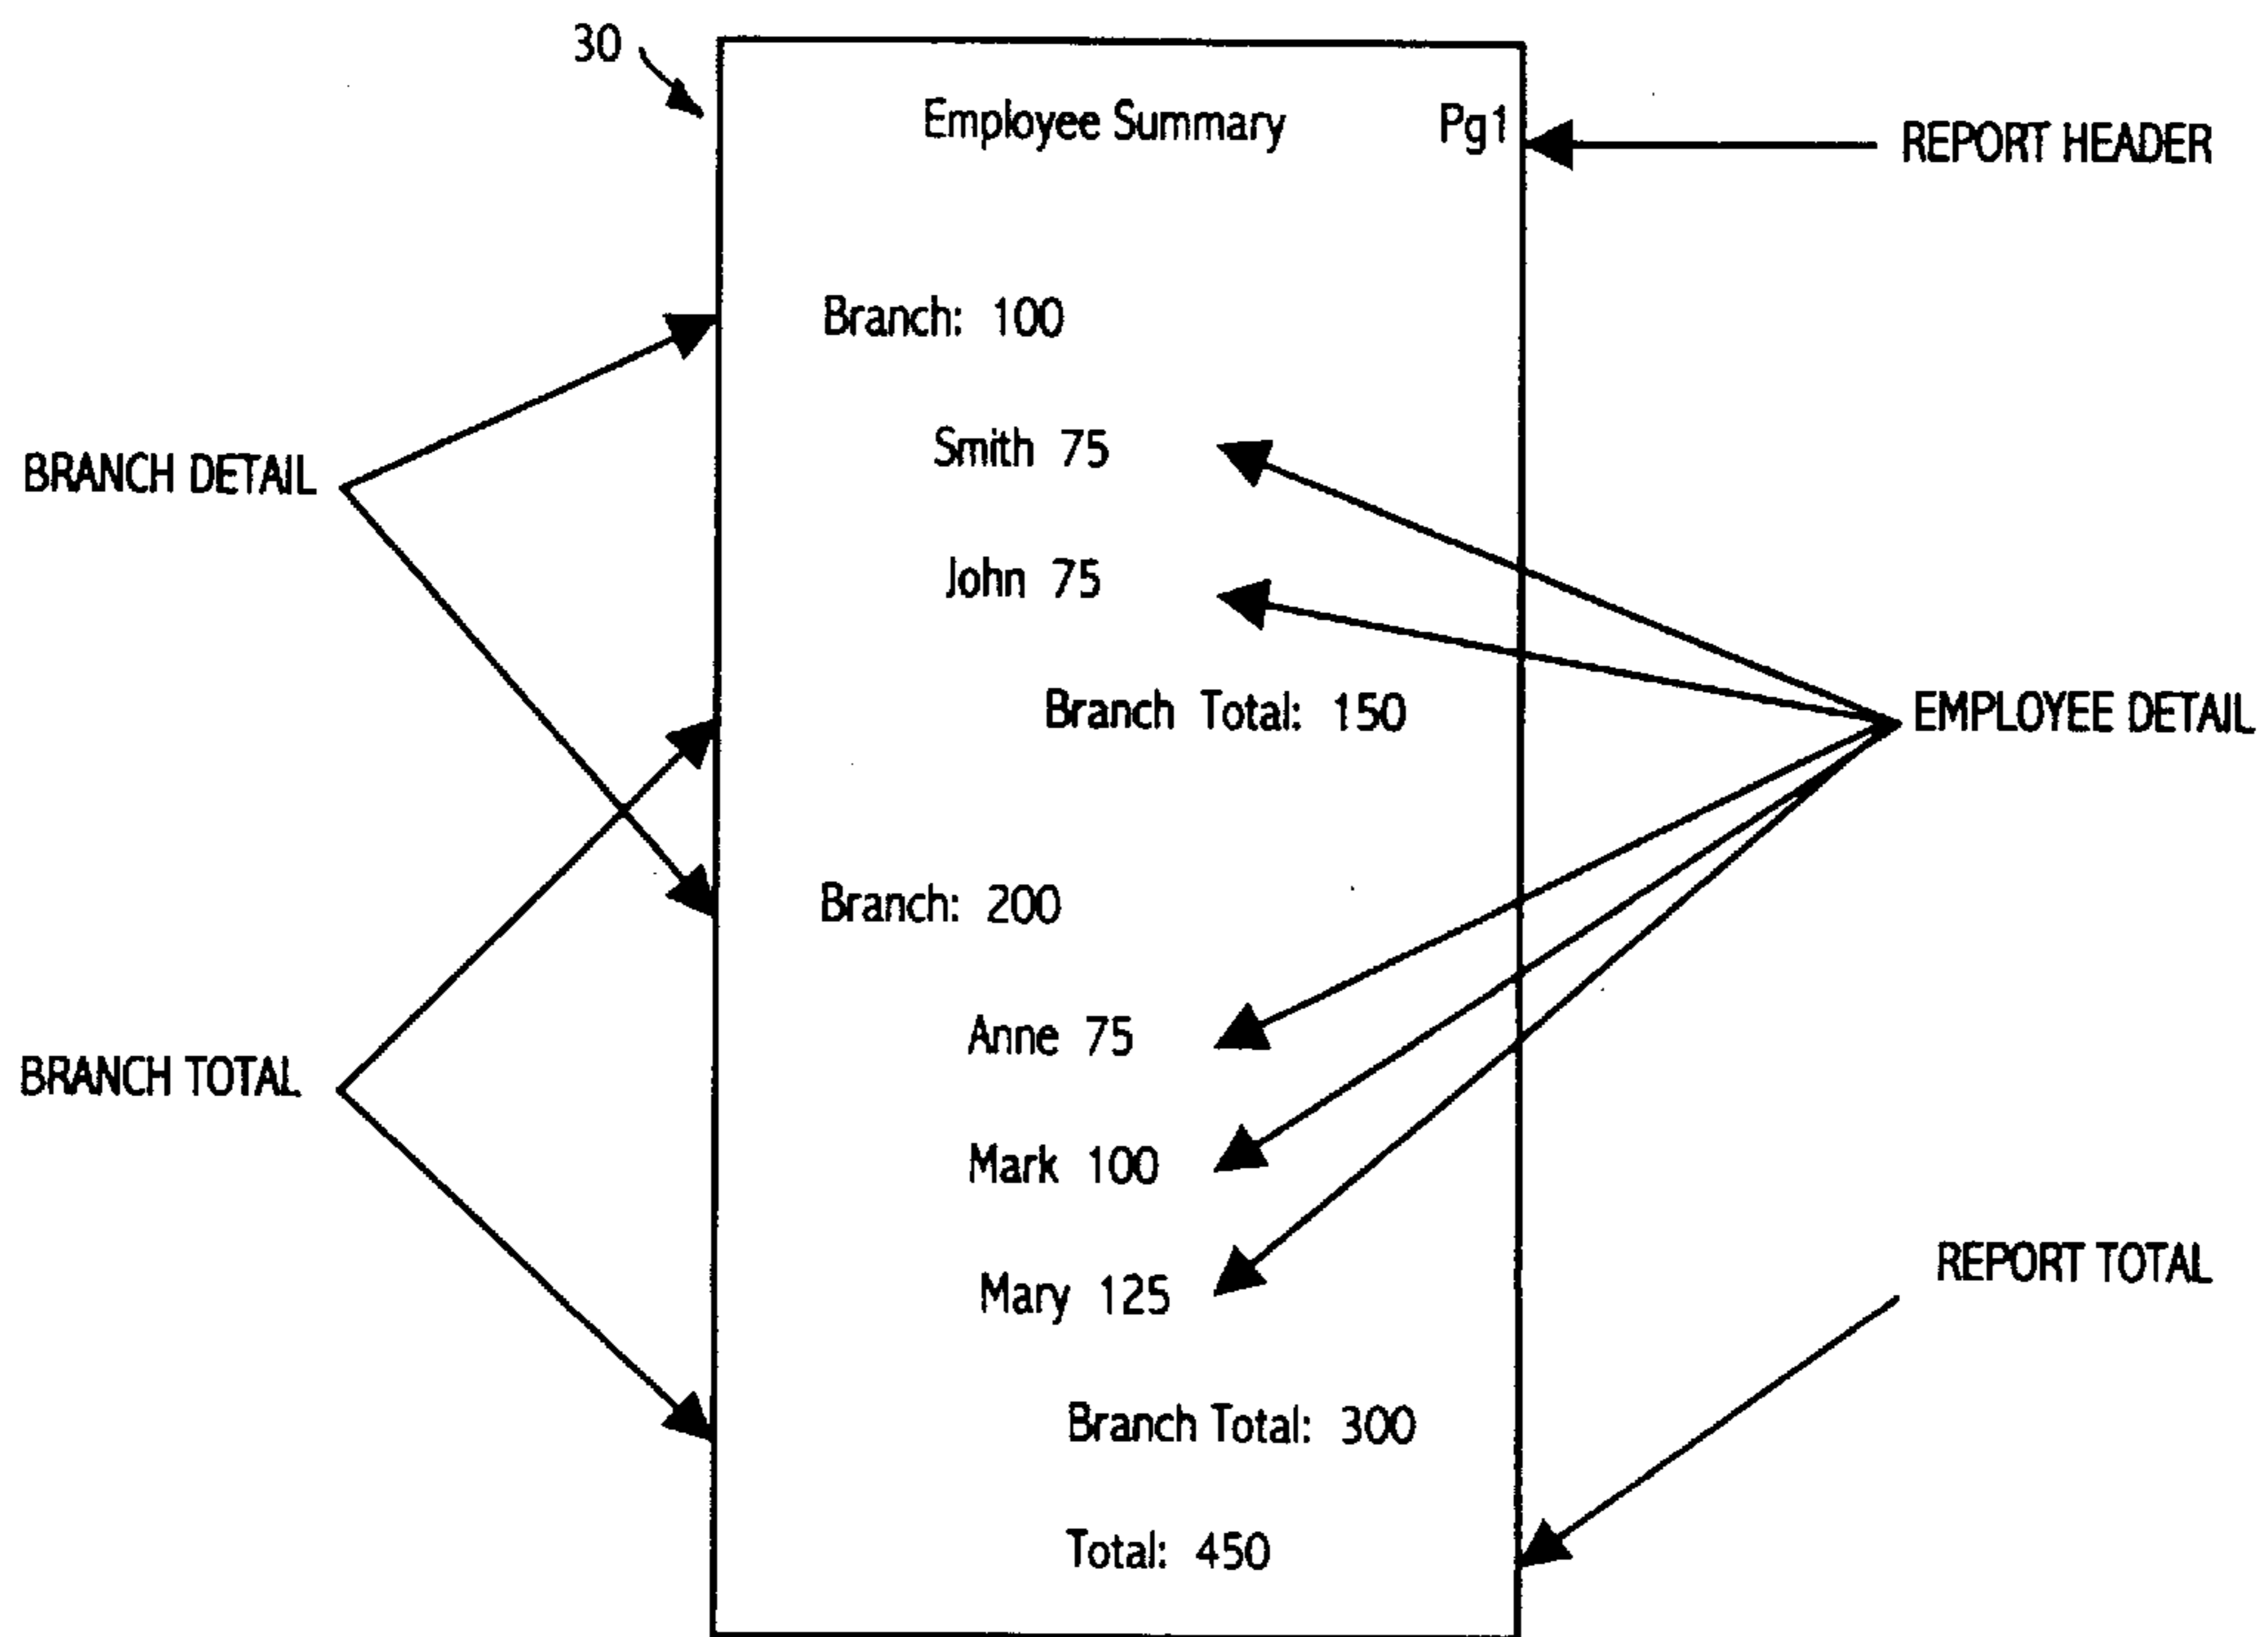 30
Employee Summary Pg1
REPORT HEADER
Branch: 100
BRANCH DETAIL
Smith 75
John 75
Branch Total: 150
EMPLOYEE DETAIL
Branch: 200
Anne 75
BRANCH TOTAL
Mark 100
Mary 125
REPORT TOTAL
Branch Total: 300
Total: 450